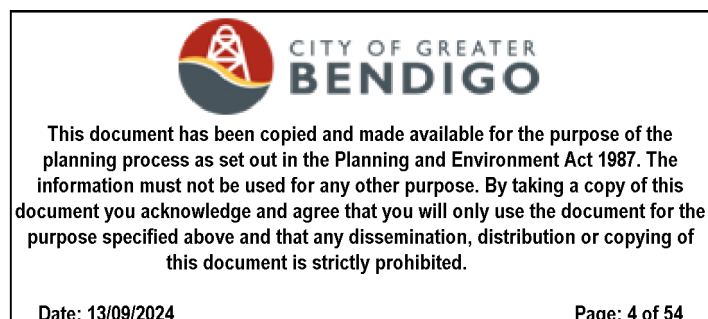 CITY OF GREATER
BENDIGO
This document has been copied and made available for the purpose of the
planning process as set out in the Planning and Environment Act 1987. The
information must not be used for any other purpose. By taking a copy of this
document you acknowledge and agree that you will only use the document for the
purpose specified above and that any dissemination, distribution or copying of
this document is strictly prohibited.
Date: 13/09/2024 Page: 4 of 54